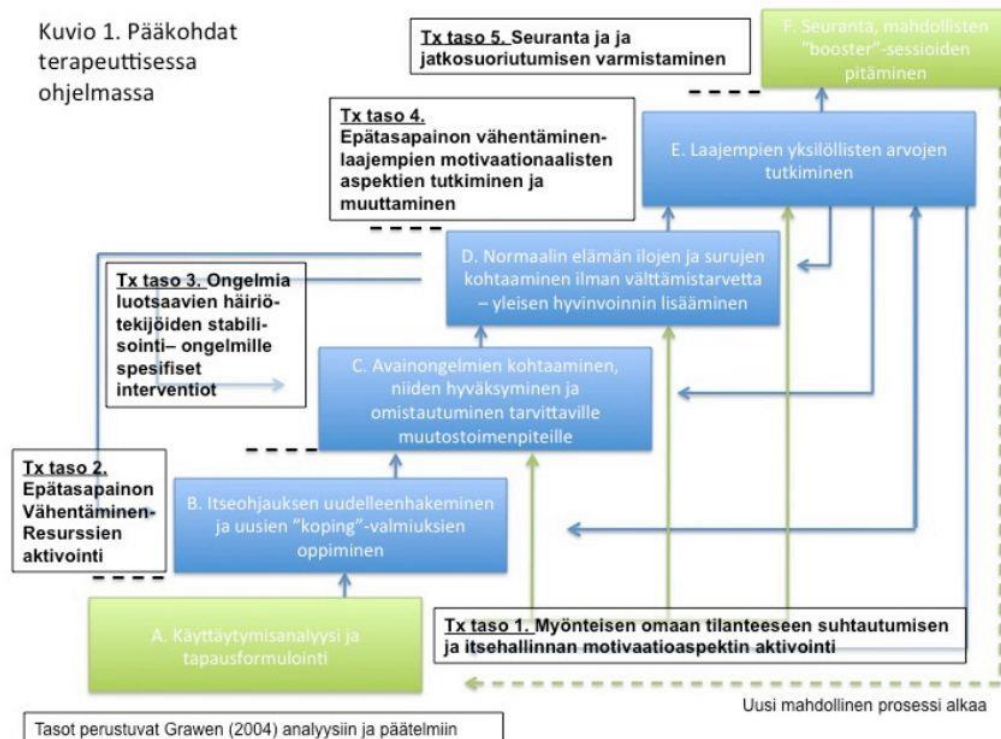 Kuvio 1. Pääkohdat
terapeuttisessa
ohjelmassa
Tx taso 5. Seuranta ja ja
jatkosuoriutumisen varmistaminen
F. Seuranta, mahdollisten
"booster"-sessioiden
pitäminen
Tx taso 4.
Epätasapainon vähentäminen-
laajempien motivaationaalisten
aspektien tutkiminen ja
muuttaminen
E. Laajempien yksilöllisten arvojen
tutkiminen
Tx taso 3. Ongelmia
luotsaavien häiriö-
tekijöiden stabili-
sointi– ongelmille
spesifiset
interventiot
D. Normaalin elämän ilojen ja surujen
kohtaaminen ilman välttämistarvetta
– yleisen hyvinvoinnin lisääminen
C. Avainongelmien kohtaaminen,
niiden hyväksyminen ja
omistautuminen tarvittaville
muutostoimenpiteille
Tx taso 2.
Epätasapainon
Vähentäminen-
Resurssien
aktivointi
B. Itseohjauksen uudelleenhakeminen
ja uusien "koping"-valmiuksien
oppiminen
A. Käyttäytymisanalyysi ja
tapausformulointi
Tx taso 1. Myönteisen omaan tilanteeseen suhtautumisen
ja itsehallinnan motivaatioaspektin aktivointi
Uusi mahdollinen prosessi alkaa
Tasot perustuvat Grawen (2004) analyysiin ja päätelmiin